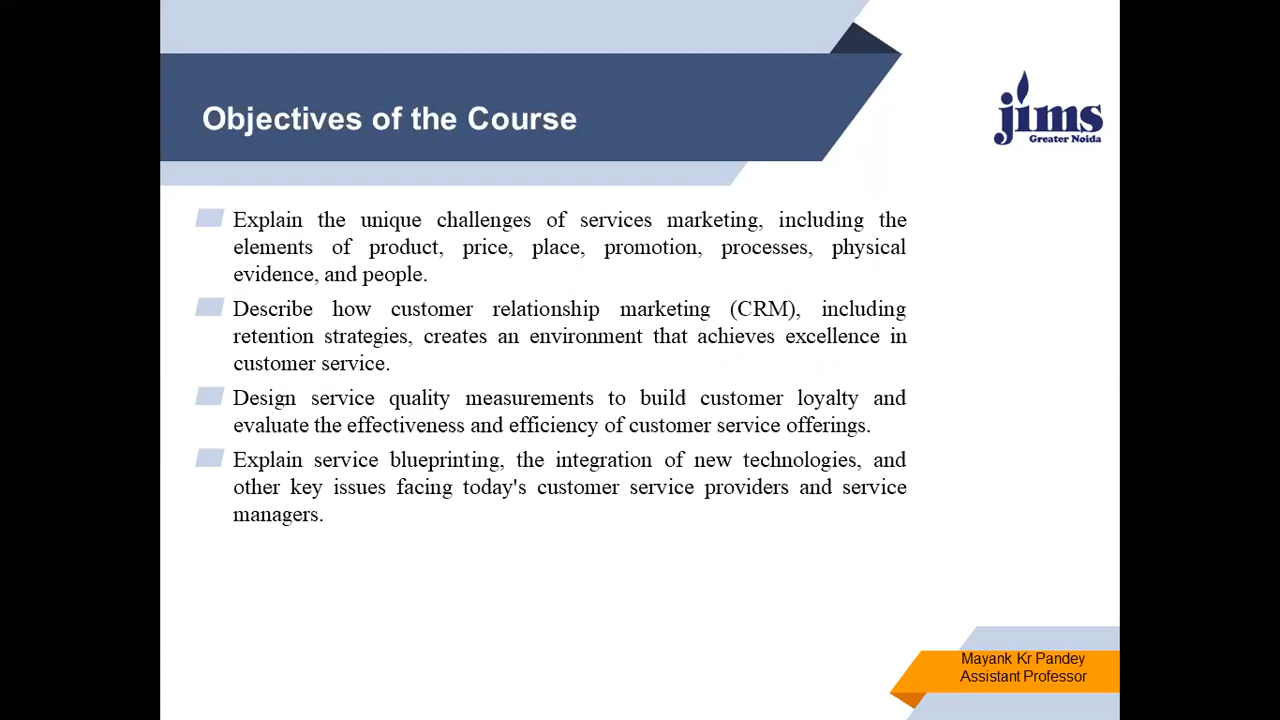 Objectives of the Course
jims
Greater Noida
Explain the unique challenges of services marketing, including the
elements of product, price, place, promotion, processes, physical
evidence, and people.
Describe how customer relationship marketing (CRM), including
retention strategies, creates an environment that achieves excellence in
customer service.
Design service quality measurements to build customer loyalty and
evaluate the effectiveness and efficiency of customer service offerings.
Explain service blueprinting, the integration of new technologies, and
other key issues facing today's customer service providers and service
managers.
Mayank Kr Pandey
Assistant Professor